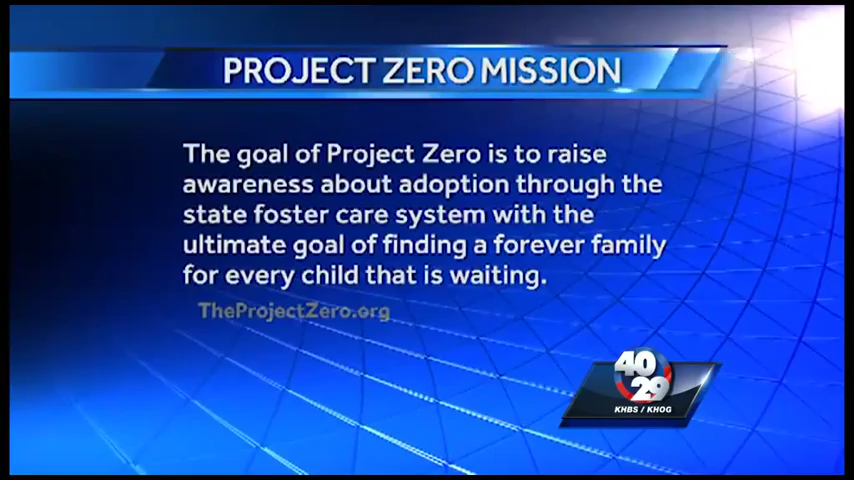 PROJECT ZERO MISSION
The goal of Project Zero is to raise
awareness about adoption through the
state foster care system with the
ultimate goal of finding a forever family
for every child that is waiting.
TheProjectZero.org
40
29
KHBS / KHOG